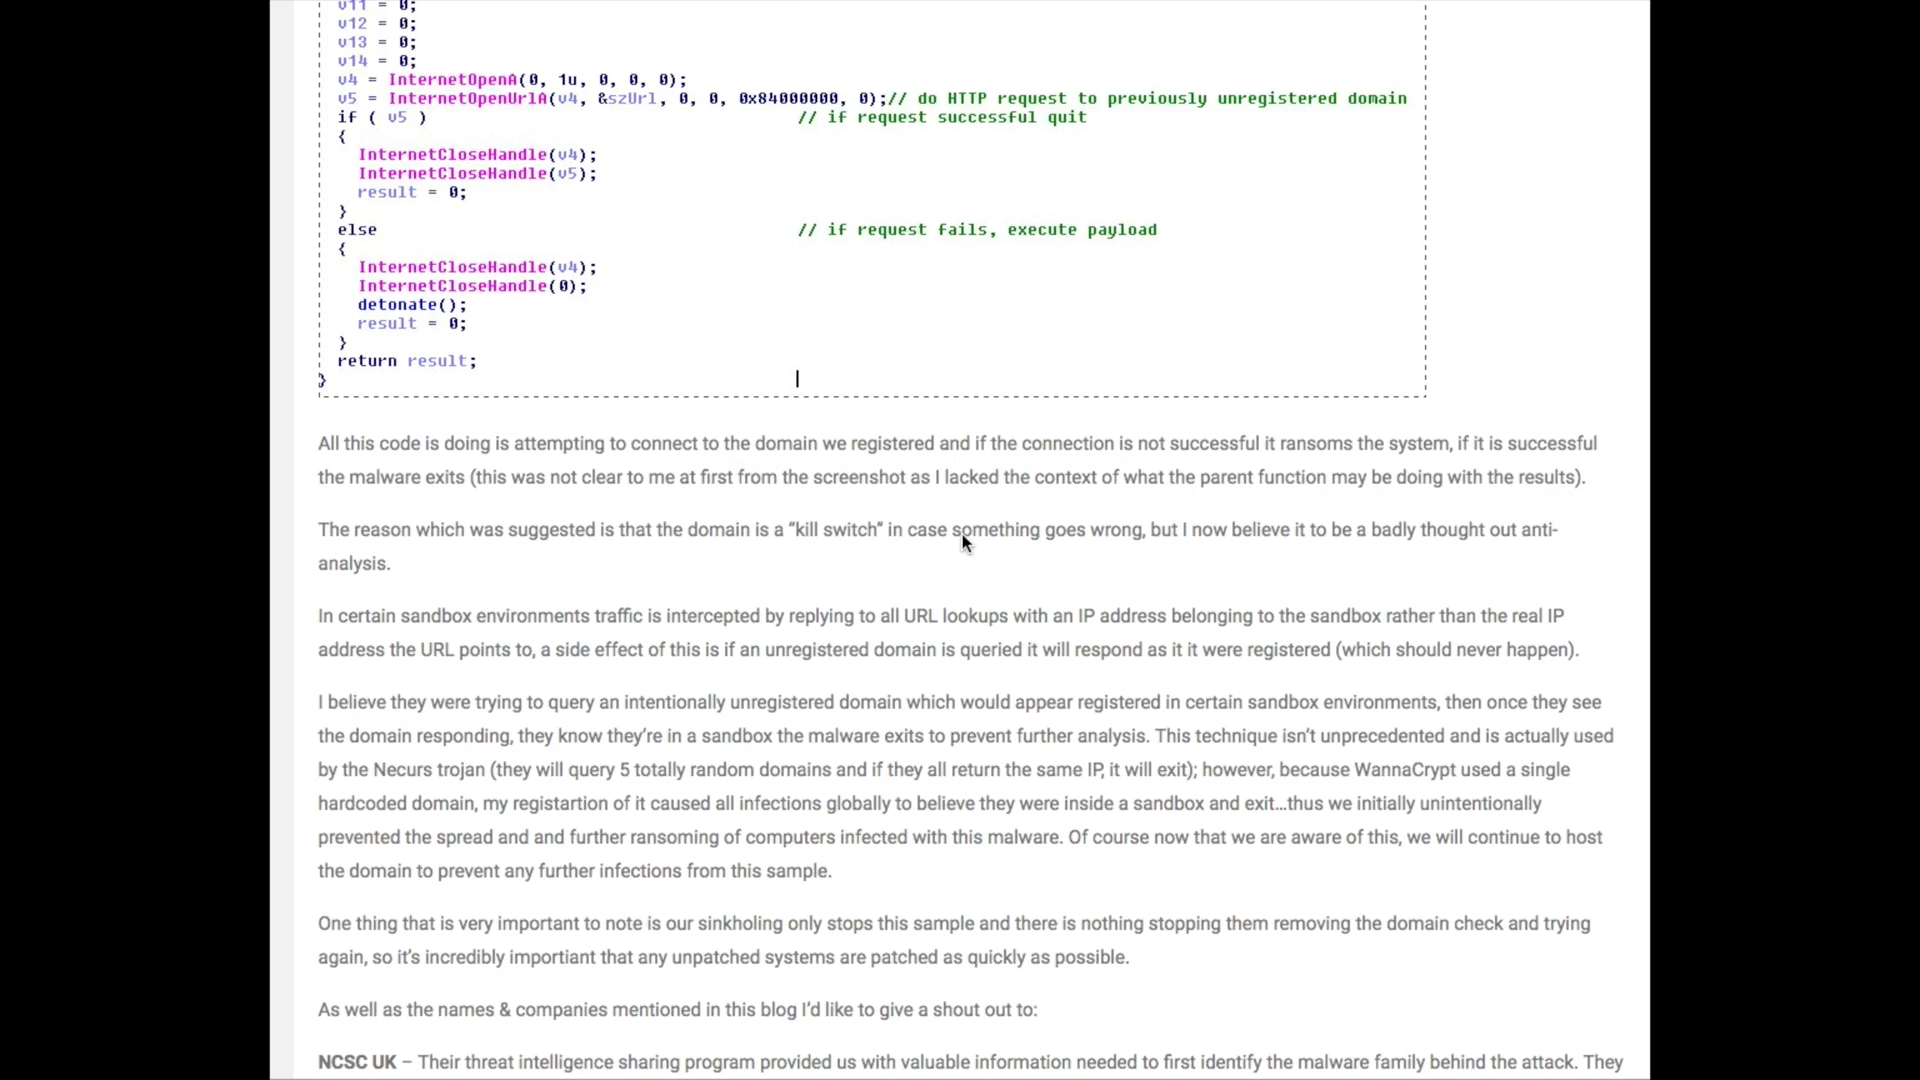 v11 = 0;
v12 = 0;
v13 = 0;
v14 = 0;
v4 = InternetOpenA(0, 1u, 0, 0, 0);
v5 = InternetOpenUrlA(v4, &szUrl, 0, 0, 0x84000000, 0);// do HTTP request to previously unregistered domain
if ( v5 ) // if request successful quit
{
InternetCloseHandle(v4);
InternetCloseHandle(v5);
result = 0;
}
else // if request fails, execute payload
{
InternetCloseHandle(v4);
InternetCloseHandle(0);
detonate();
result = 0;
}
return result;
}
All this code is doing is attempting to connect to the domain we registered and if the connection is not successful it ransoms the system, if it is successful
the malware exits (this was not clear to me at first from the screenshot as I lacked the context of what the parent function may be doing with the results).
The reason which was suggested is that the domain is a “kill switch” in case something goes wrong, but I now believe it to be a badly thought out anti-
analysis.
In certain sandbox environments traffic is intercepted by replying to all URL lookups with an IP address belonging to the sandbox rather than the real IP
address the URL points to, a side effect of this is if an unregistered domain is queried it will respond as it it were registered (which should never happen).
I believe they were trying to query an intentionally unregistered domain which would appear registered in certain sandbox environments, then once they see
the domain responding, they know they’re in a sandbox the malware exits to prevent further analysis. This technique isn’t unprecedented and is actually used
by the Necurs trojan (they will query 5 totally random domains and if they all return the same IP, it will exit); however, because WannaCrypt used a single
hardcoded domain, my registartion of it caused all infections globally to believe they were inside a sandbox and exit…thus we initially unintentionally
prevented the spread and and further ransoming of computers infected with this malware. Of course now that we are aware of this, we will continue to host
the domain to prevent any further infections from this sample.
One thing that is very important to note is our sinkholing only stops this sample and there is nothing stopping them removing the domain check and trying
again, so it’s incredibly importiant that any unpatched systems are patched as quickly as possible.
As well as the names & companies mentioned in this blog I’d like to give a shout out to:
NCSC UK – Their threat intelligence sharing program provided us with valuable information needed to first identify the malware family behind the attack. They